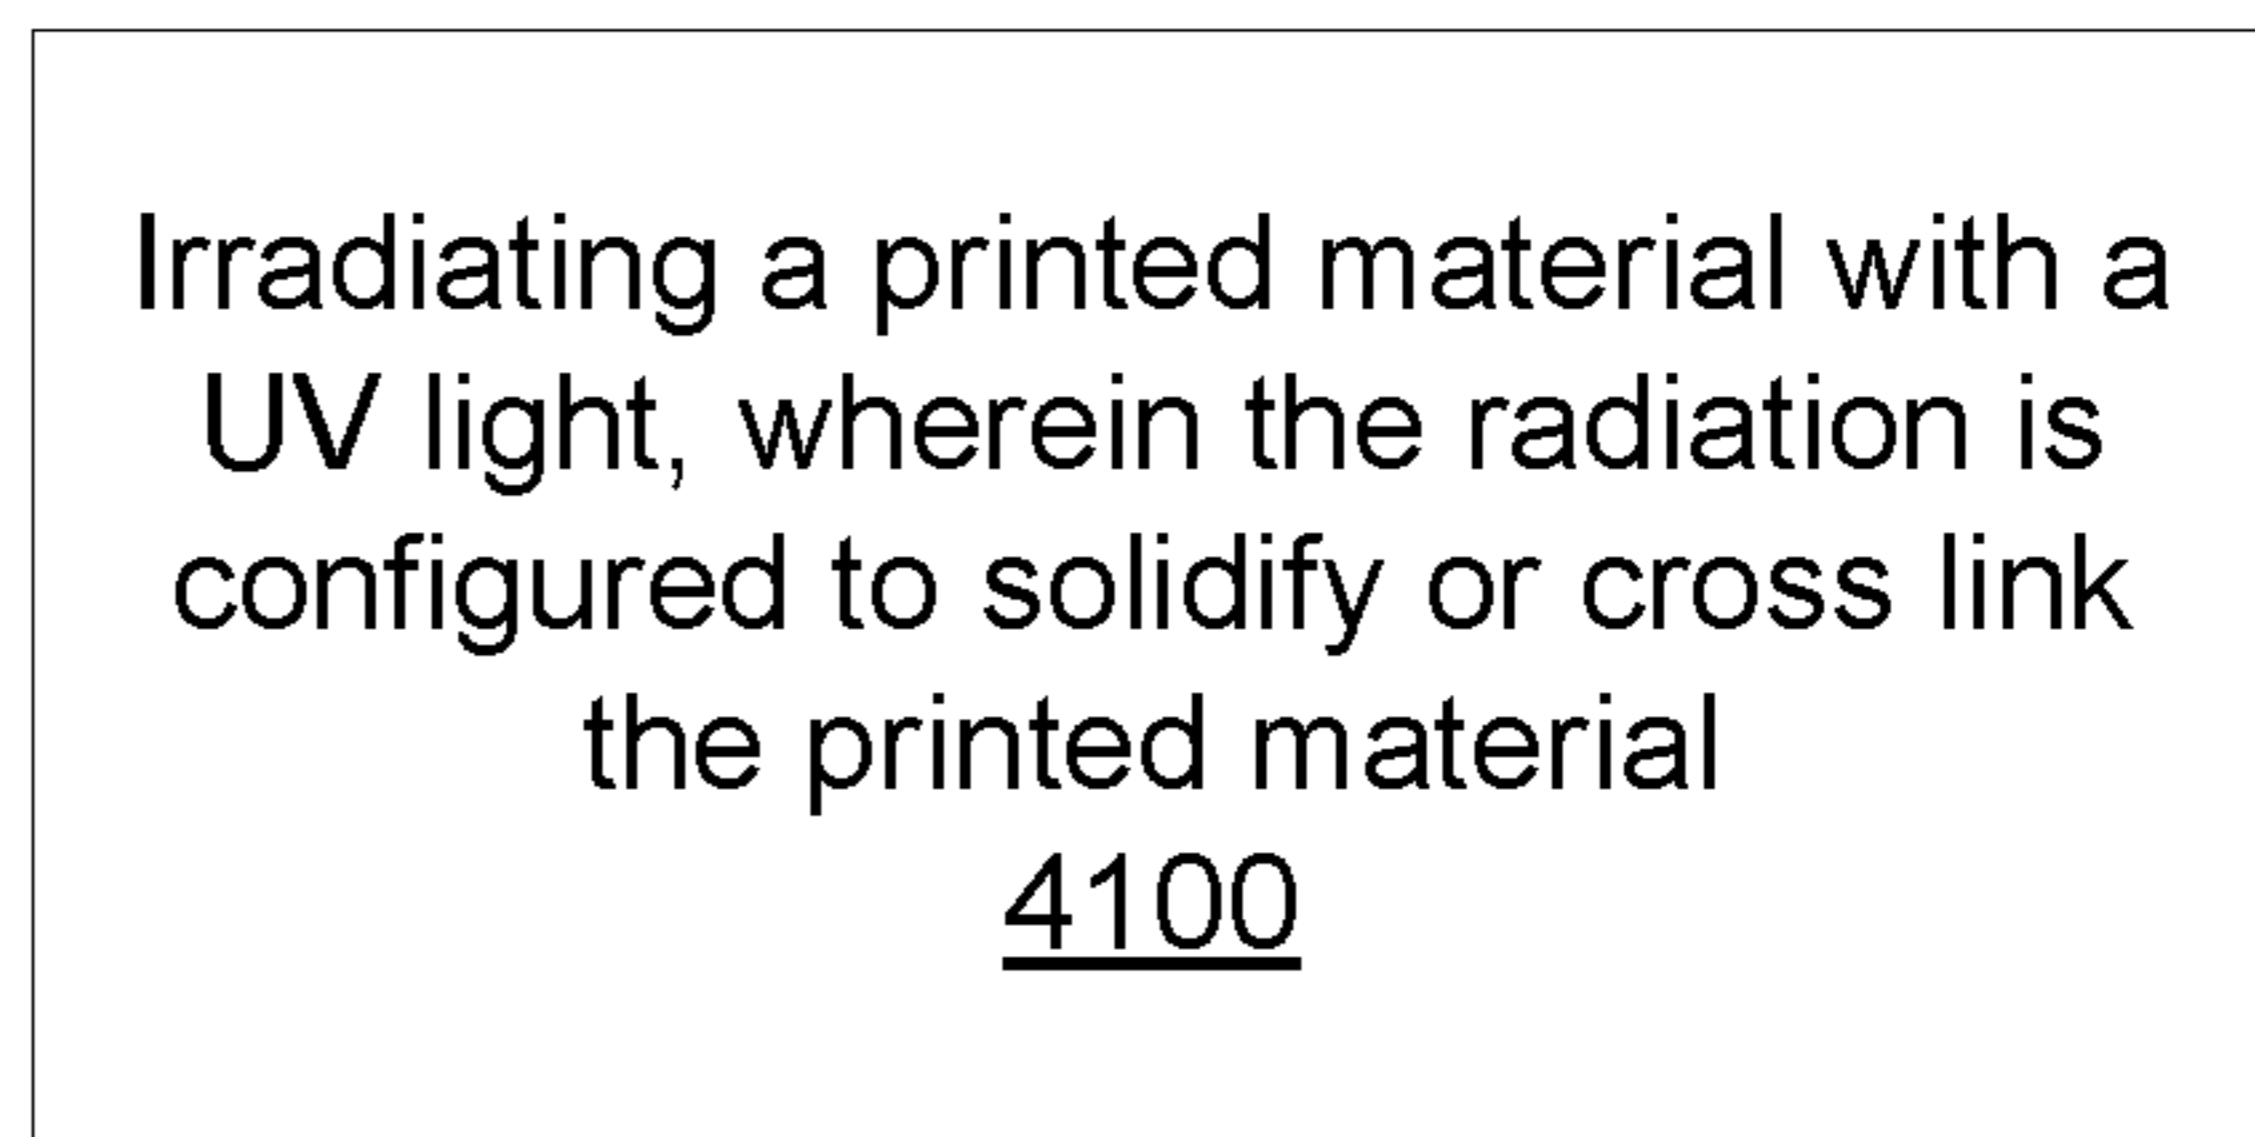 Irradiating a printed material with a
UV light, wherein the radiation is
configured to solidify or cross link
the printed material
4100